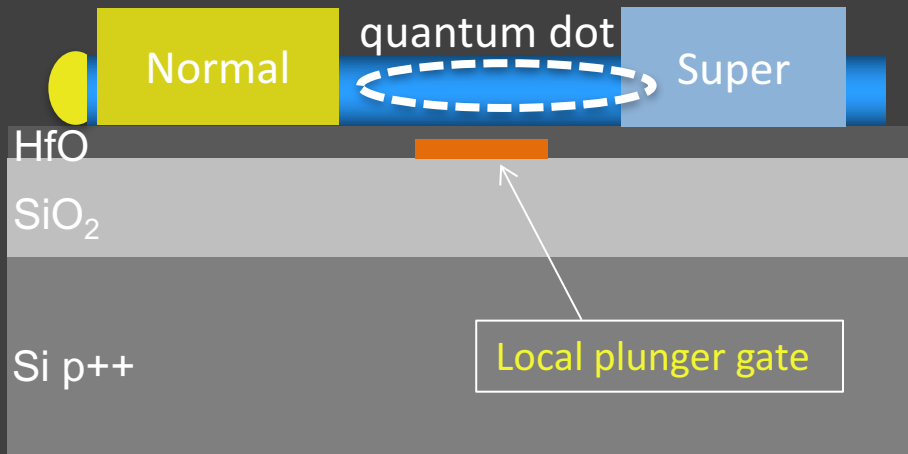 quantum dot
Normal
Super
HfO
SiO₂
Local plunger gate
Si p++